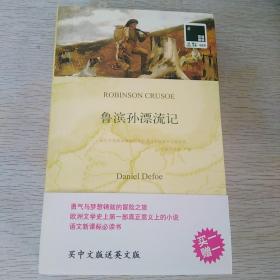 ROBINSON CRUSOE
鲁滨孙漂流记
Daniel Defoe
勇气与梦想铸就的冒险之旅
欧洲文学史上第一部真正意义上的小说
语文新课标必读书
买一赠一
买中文版送英文版